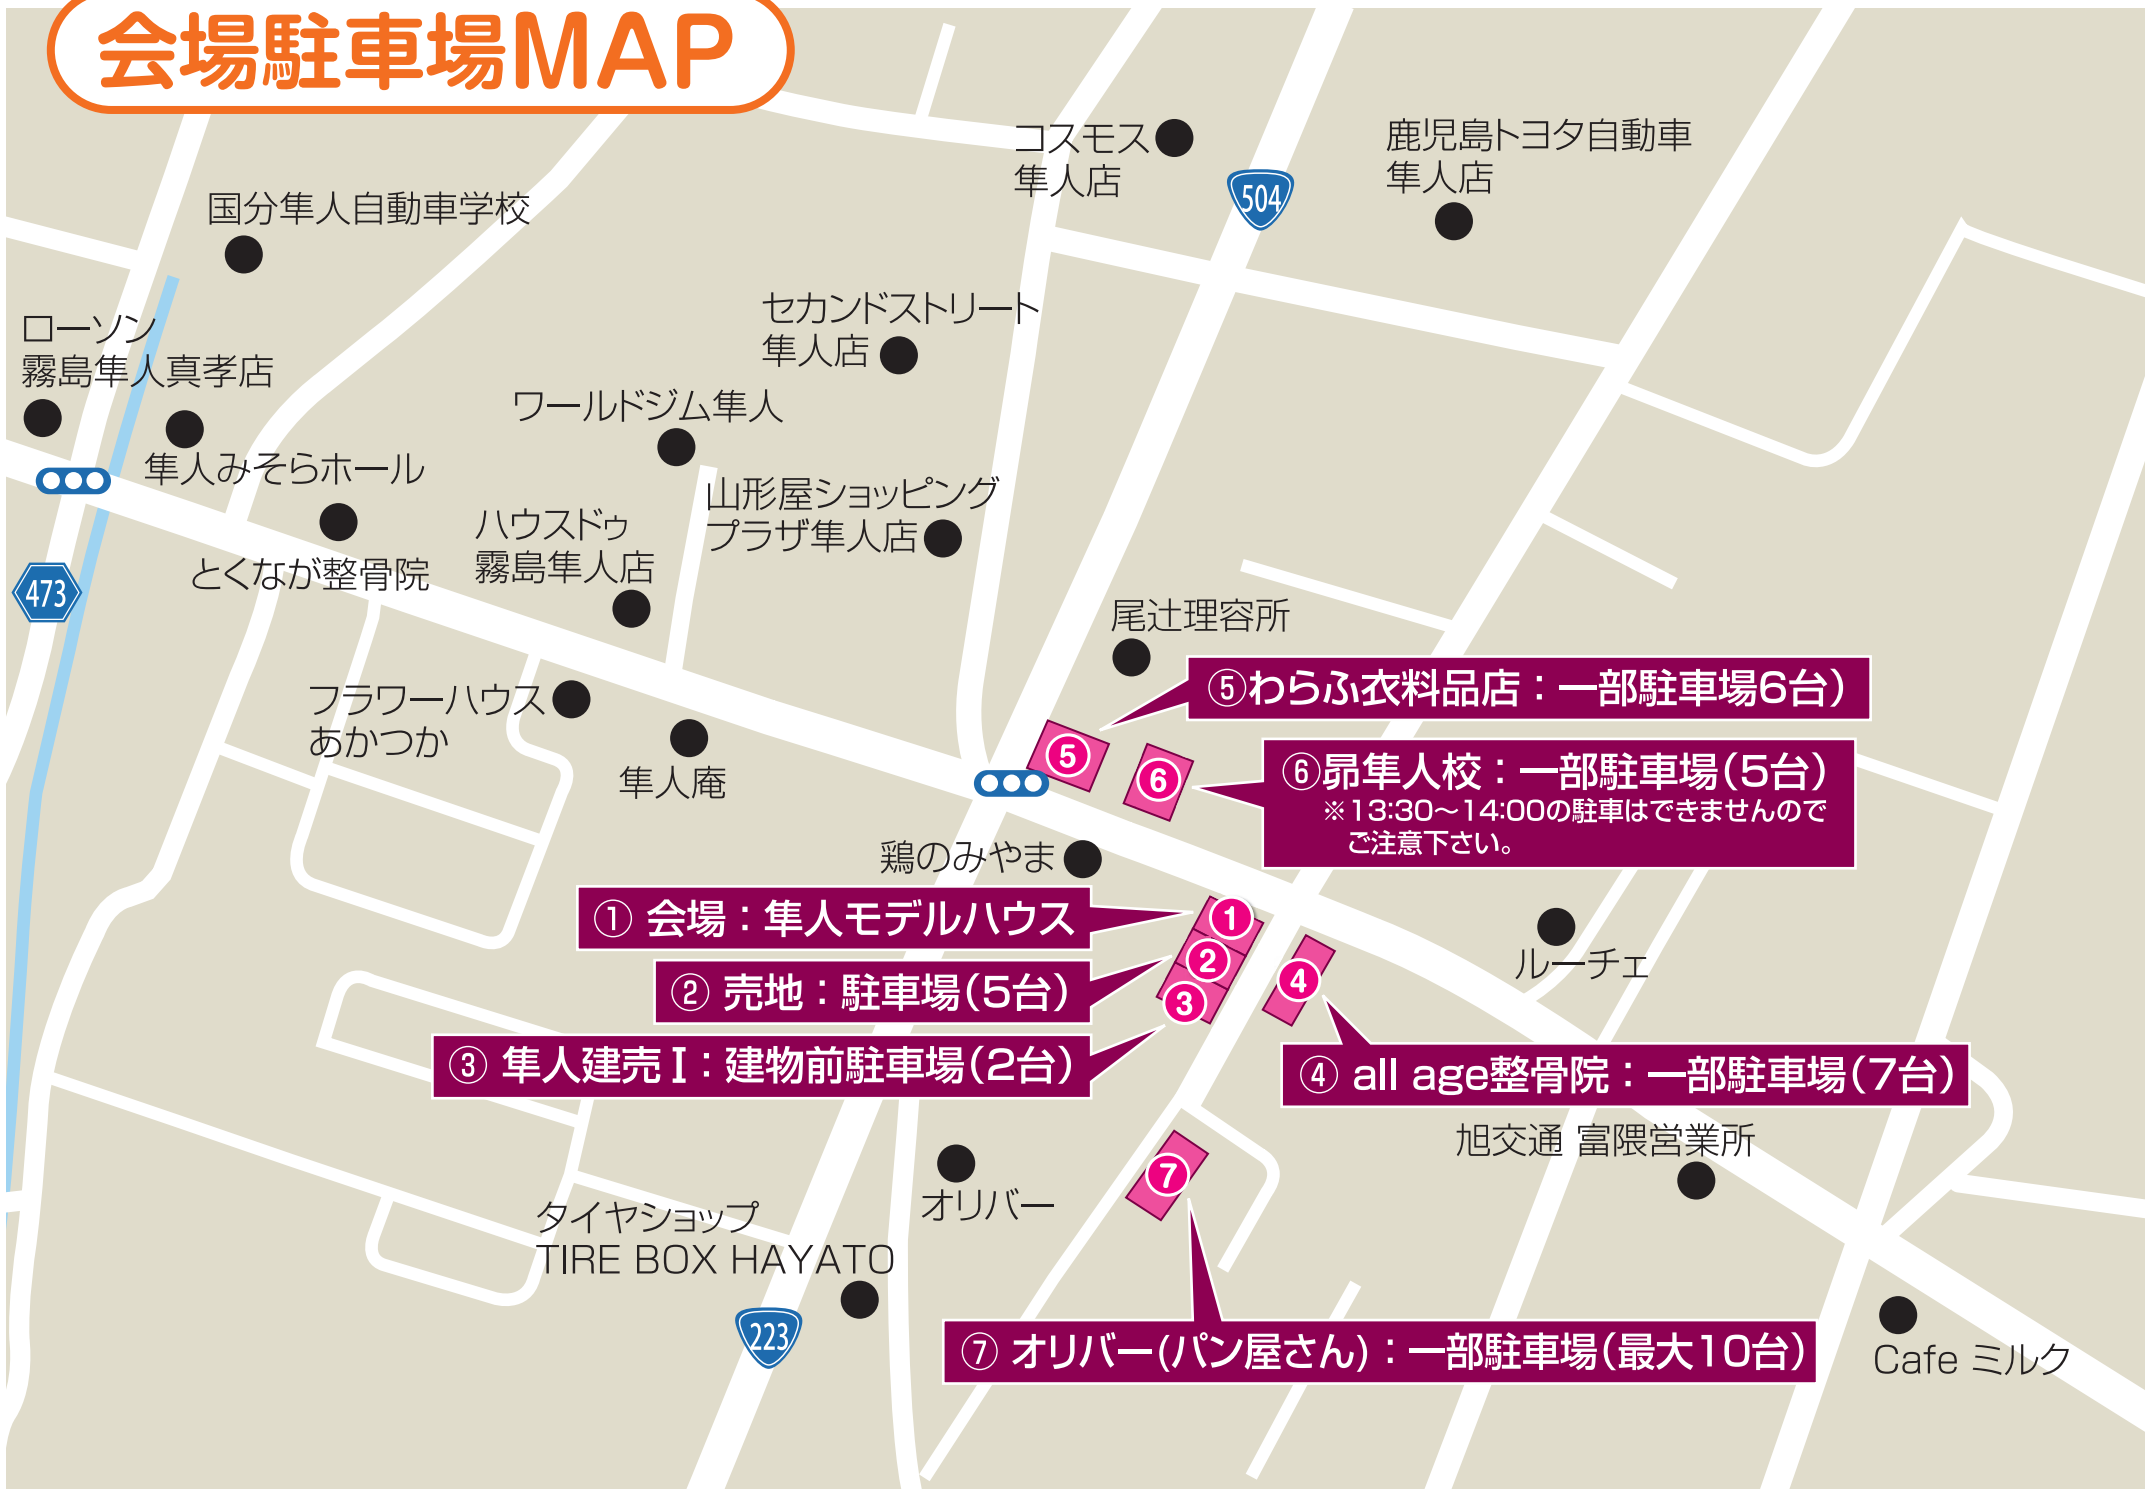 会場駐車場MAP
コスモス
隼人店
504
鹿児島トヨタ自動車
隼人店
国分隼人自動車学校
セカンドストリート
隼人店
ローソン
霧島隼人真孝店
ワールドジム隼人
隼人みそらホール
山形屋ショッピング
プラザ隼人店
ハウスドゥ
霧島隼人店
とくなが整骨院
473
尾辻理容所
⑤わらふ衣料品店：一部駐車場6台）
フラワーハウス
あかつか
5
6
隼人庵
⑥昴隼人校：一部駐車場(5台)
※13:30～14:00の駐車はできませんので
ご注意下さい。
鶏のみやま
① 会場：隼人モデルハウス
1
2
3
4
ルーチェ
② 売地：駐車場(5台)
③ 隼人建売Ⅰ：建物前駐車場(2台)
④ all age整骨院：一部駐車場(7台)
旭交通 富隈営業所
7
オリバー
タイヤショップ
TIRE BOX HAYATO
223
⑦ オリバー(パン屋さん)：一部駐車場(最大10台)
Cafe ミルク